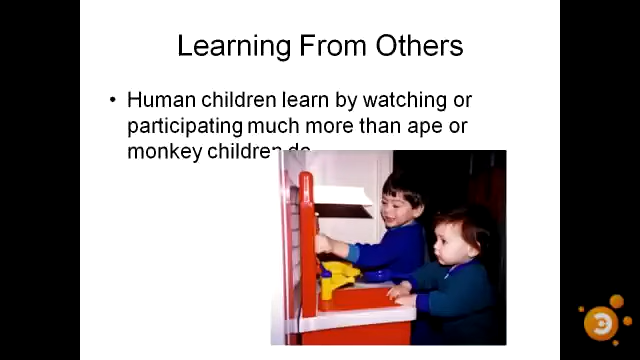 Learning From Others
• Human children learn by watching or
participating much more than ape or
monkey children do